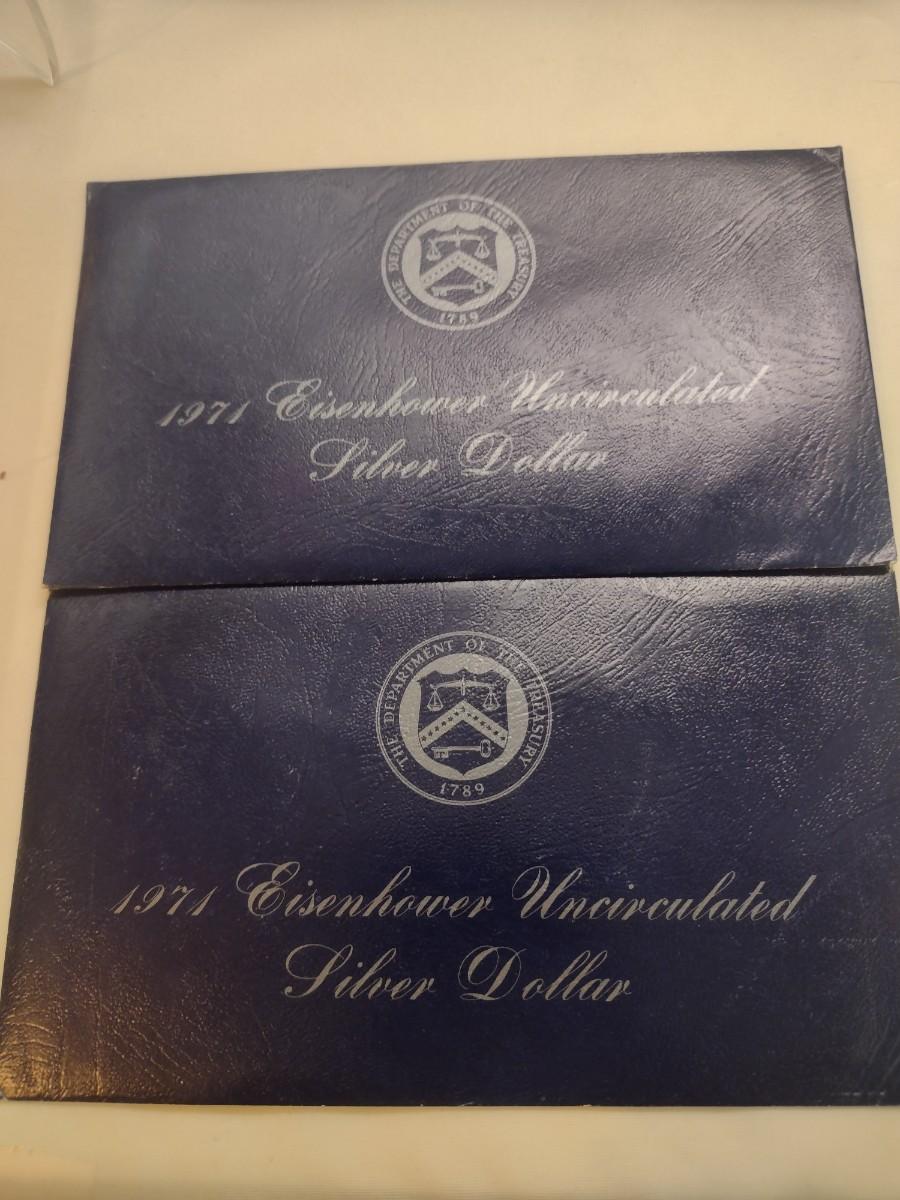 THE DEPARTMENT OF THE TREASURY
1789
1971 Eisenhower Uncirculated
Silver Dollar
THE DEPARTMENT OF THE TREASURY
1789
1971 Eisenhower Uncirculated
Silver Dollar